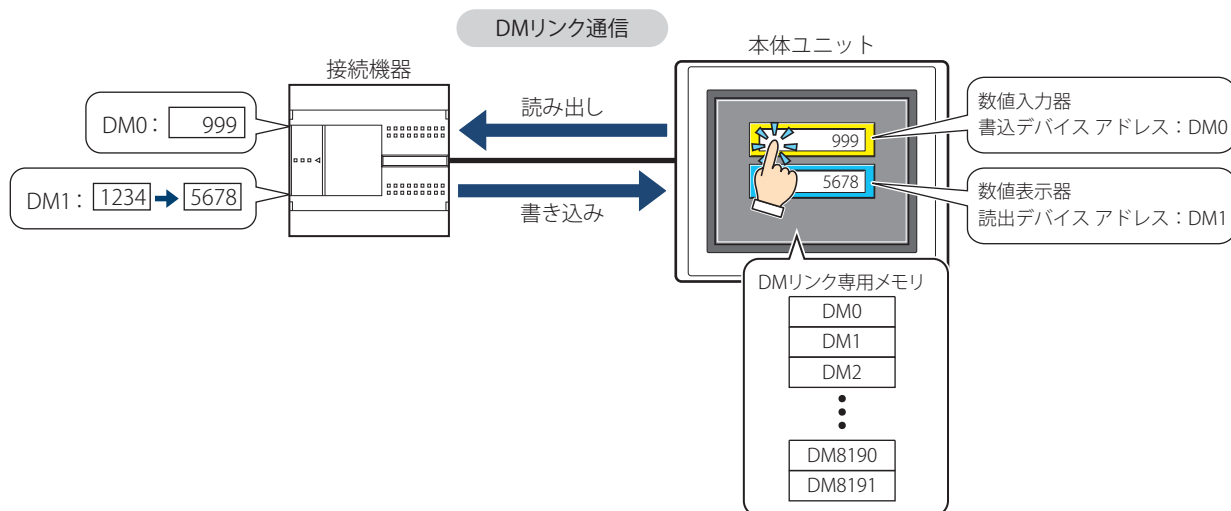 DMリンク通信
接続機器
本体ユニット
DM0： 999
DM1： 1234 5678
読み出し
書き込み
999
5678
数値入力器
書込デバイス アドレス：DM0
数値表示器
読出デバイス アドレス：DM1
DMリンク専用メモリ
DM0
DM1
DM2
DM8190
DM8191